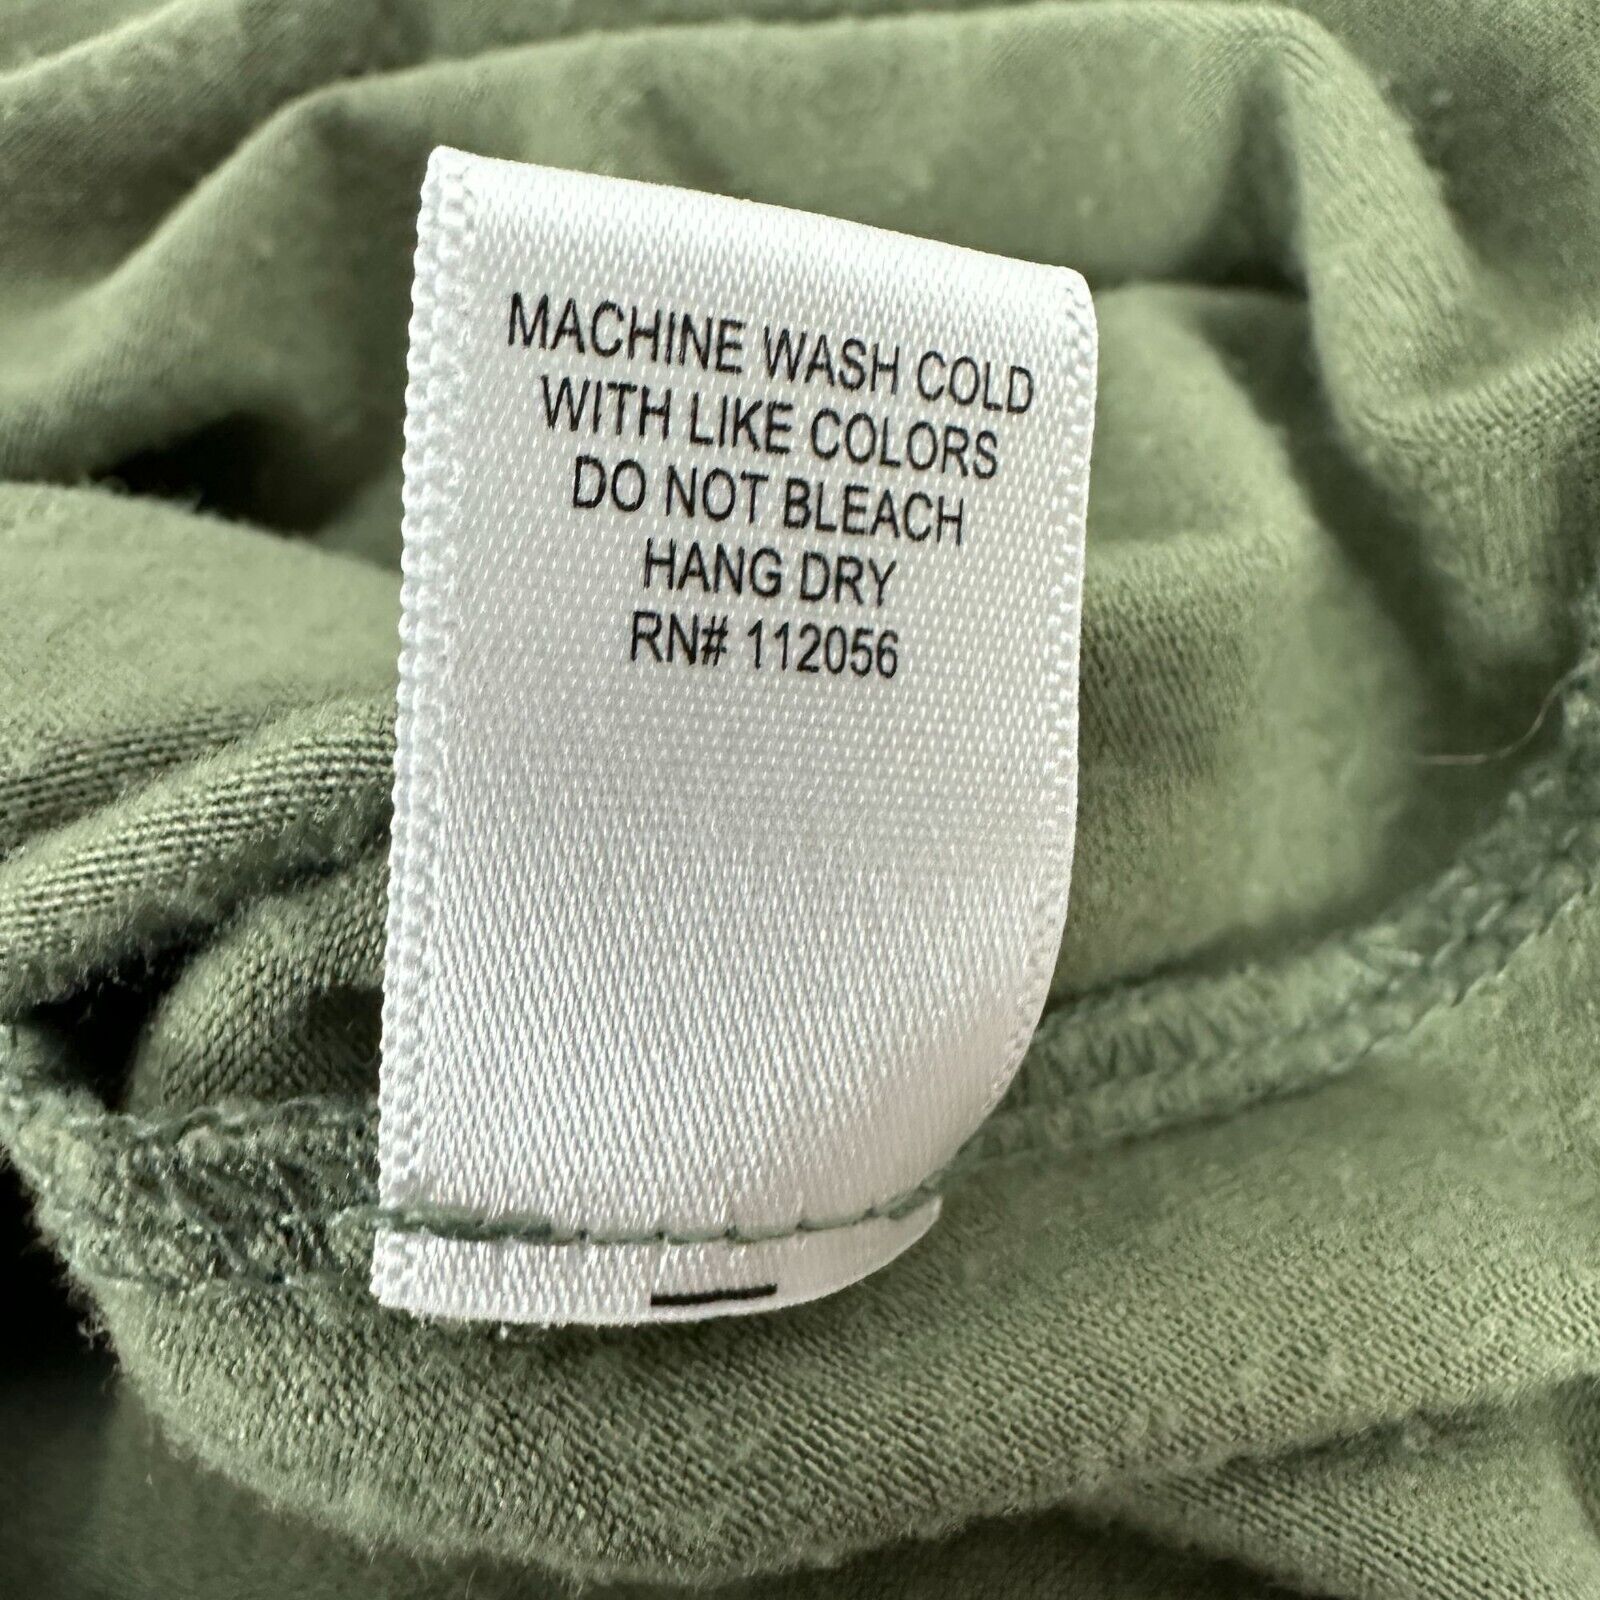 MACHINE WASH COLD
WITH LIKE COLORS
DO NOT BLEACH
HANG DRY
RN# 112056